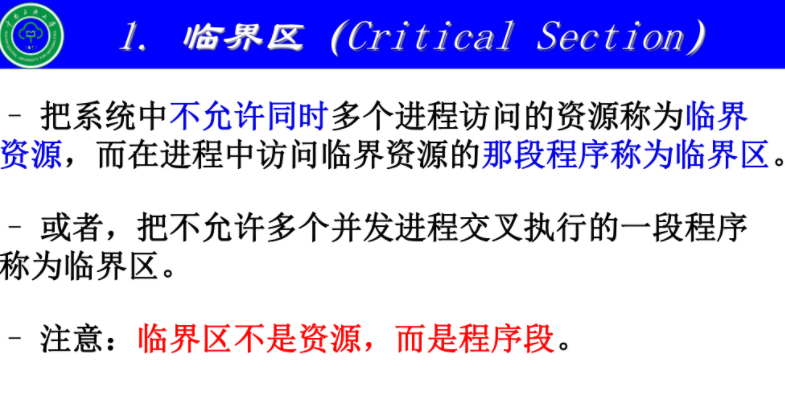 1. 临界区 (Critical Section)
- 把系统中不允许同时多个进程访问的资源称为临界
资源，而在进程中访问临界资源的那段程序称为临界区。
- 或者，把不允许多个并发进程交叉执行的一段程序
称为临界区。
- 注意：临界区不是资源，而是程序段。